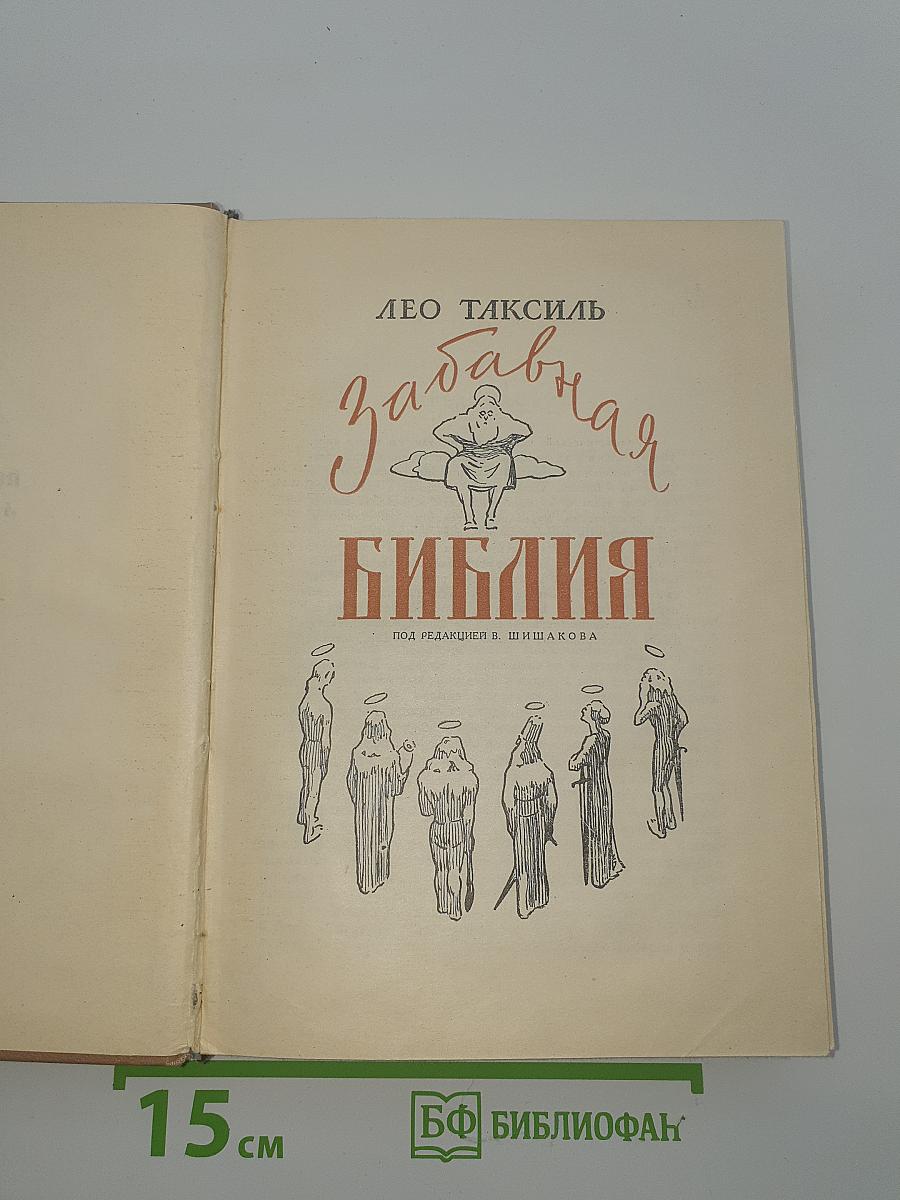 ЛЕО ТАКСИЛЬ
Забавная
БИБЛИЯ
ПОД РЕДАКЦИЕЙ В. ШИШАКОВА
15 СМ
БФ БИБЛИОФАН